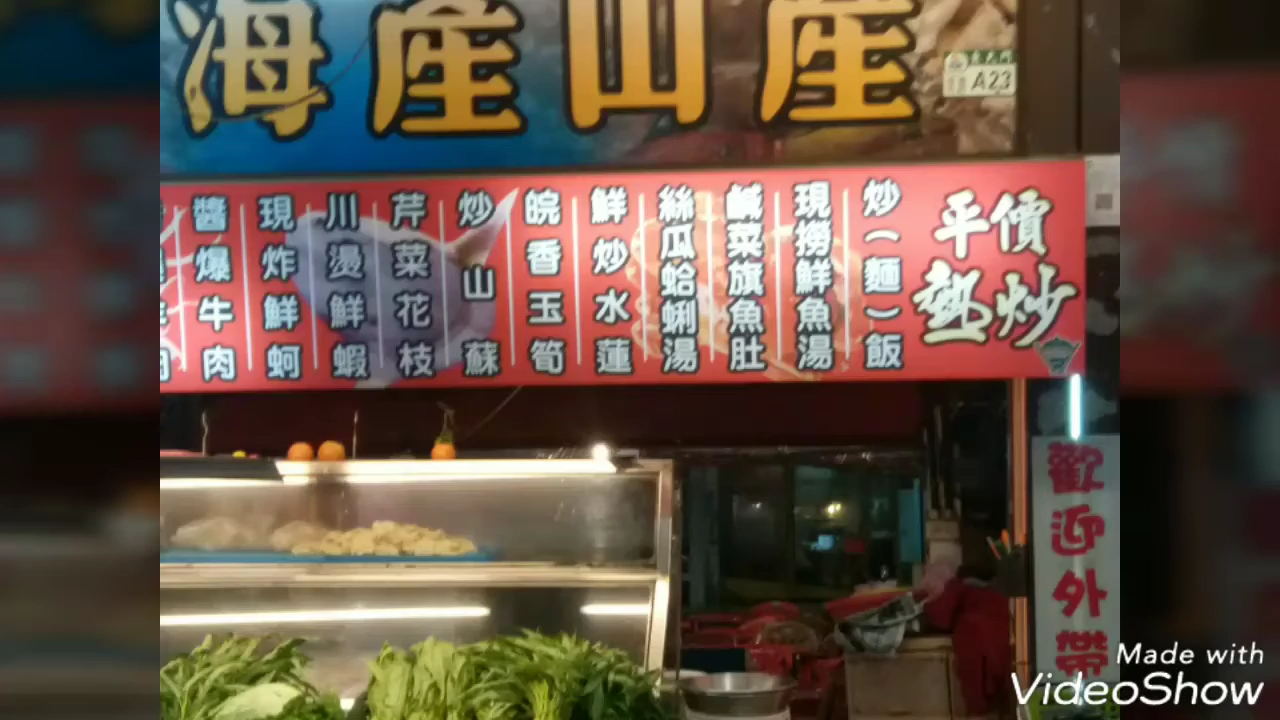 海產山產
A23
平價
熱炒
炒(麵)飯
現撈鮮魚湯
鹹菜旗魚肚
絲瓜蛤蜊湯
鮮炒水蓮
皖香玉筍
炒山蘇
芹菜花枝
川燙鮮蝦
現炸鮮蚵
醬爆牛肉
歡迎外帶
Made with
VideoShow